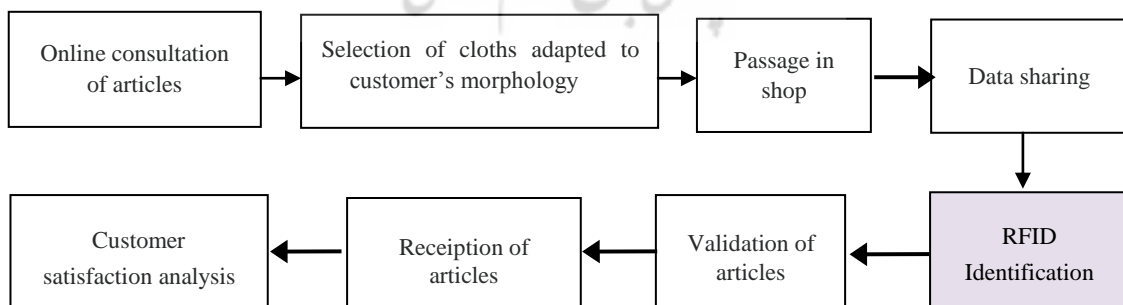 Online consultation
of articles
Selection of cloths adapted to
customer's morphology
Passage in
shop
Data sharing
RFID
Identification
Validation of
articles
Receiption of
articles
Customer
satisfaction analysis